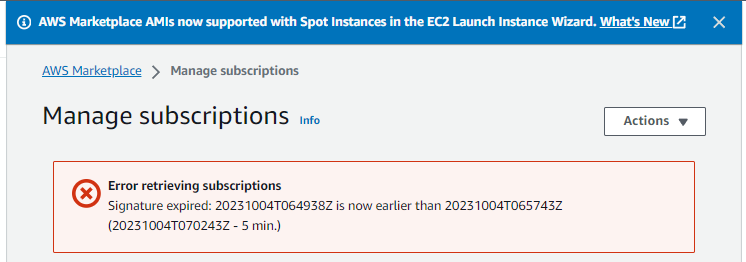 AWS Marketplace AMIs now supported with Spot Instances in the EC2 Launch Instance Wizard. What's New
AWS Marketplace > Manage subscriptions
Manage subscriptions Info
Actions
Error retrieving subscriptions
Signature expired: 20231004T064938Z is now earlier than 20231004T065743Z
(20231004T070243Z - 5 min.)